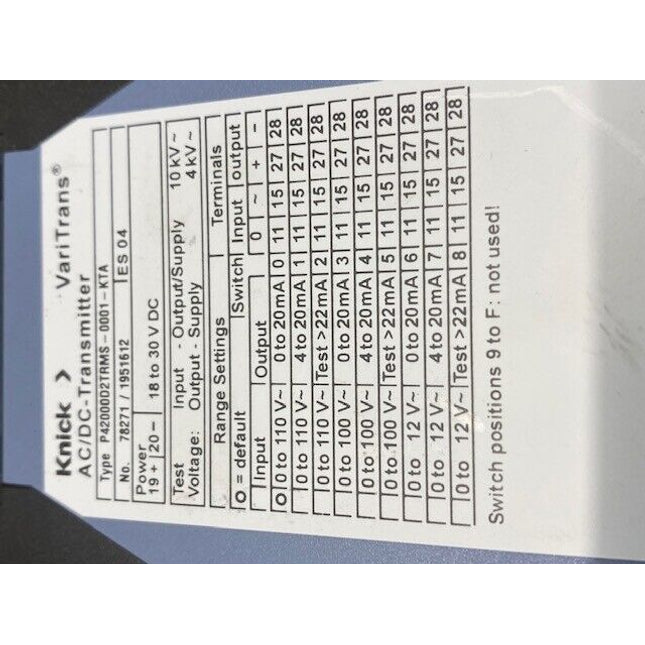 Knick > VariTrans®
AC/DC-Transmitter
Type P42000D2TRMS-0001-KTA
No. 78271 / 1951612 ES 04
Power
19 + 20 - 18 to 30 V DC
Test Input - Output/Supply 10 kV ~
Voltage: Output - Supply 4 kV ~
Range Settings Terminals
O = default Switch Input output
Input Output 0 ~ + -
O 0 to 110 V~ 0 to 20mA 0 11 15 27 28
0 to 110 V~ 4 to 20mA 1 11 15 27 28
0 to 110 V~ Test >22mA 2 11 15 27 28
0 to 100 V~ 0 to 20mA 3 11 15 27 28
0 to 100 V~ 4 to 20mA 4 11 15 27 28
0 to 100 V~ Test >22mA 5 11 15 27 28
0 to 12 V~ 0 to 20mA 6 11 15 27 28
0 to 12 V~ 4 to 20mA 7 11 15 27 28
0 to 12 V~ Test >22mA 8 11 15 27 28
Switch positions 9 to F: not used!